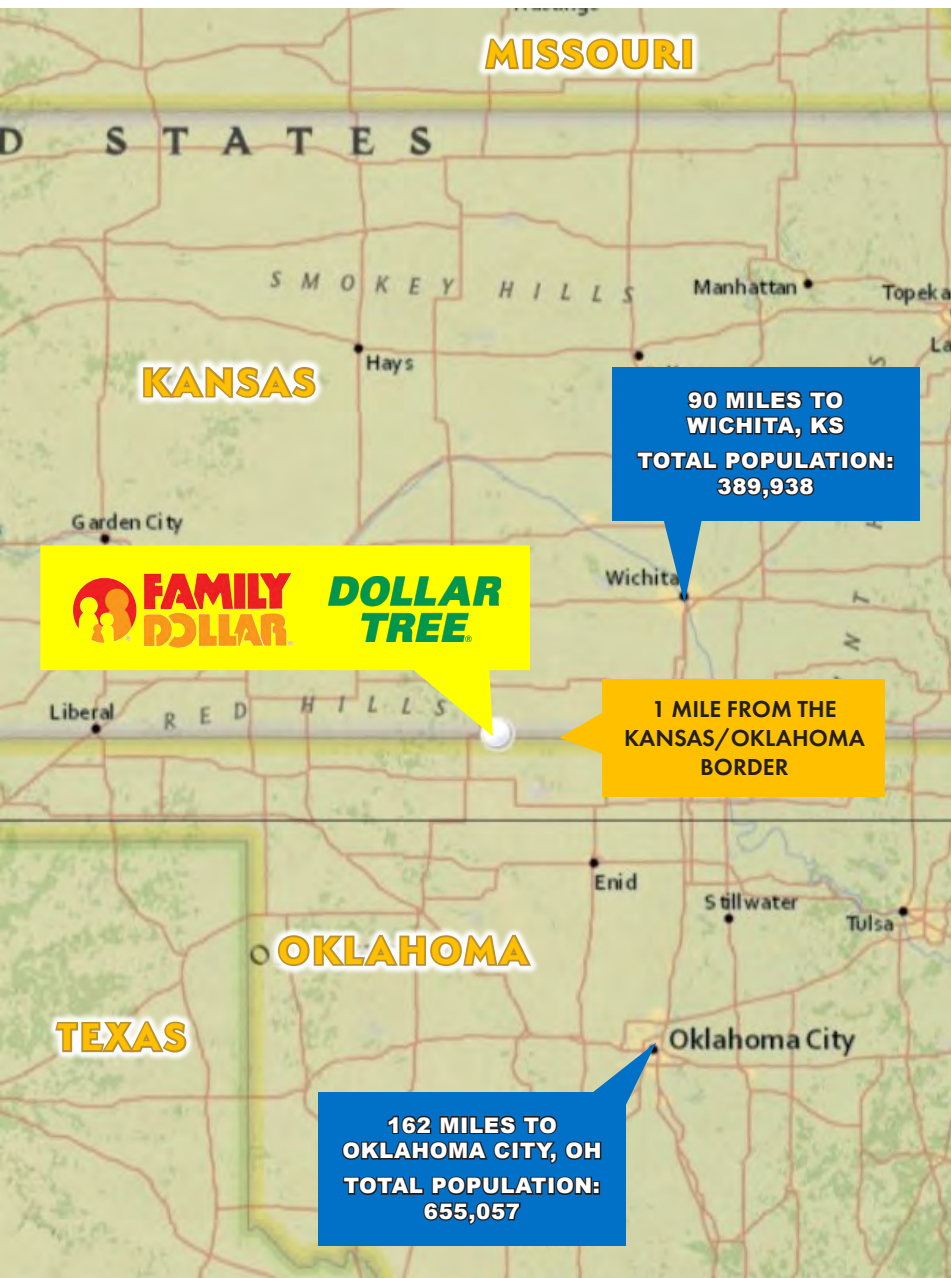 MISSOURI
D STATES
SMOKEY HILLS
Manhattan
Topeka
La
Hays
KANSAS
90 MILES TO
WICHITA, KS
TOTAL POPULATION:
389,938
Garden City
FAMILY
DOLLAR
DOLLAR
TREE®
Wichita
N T
Liberal
RED HILLS
1 MILE FROM THE
KANSAS/OKLAHOMA
BORDER
Enid
Stillwater
Tulsa
OKLAHOMA
TEXAS
Oklahoma City
162 MILES TO
OKLAHOMA CITY, OH
TOTAL POPULATION:
655,057